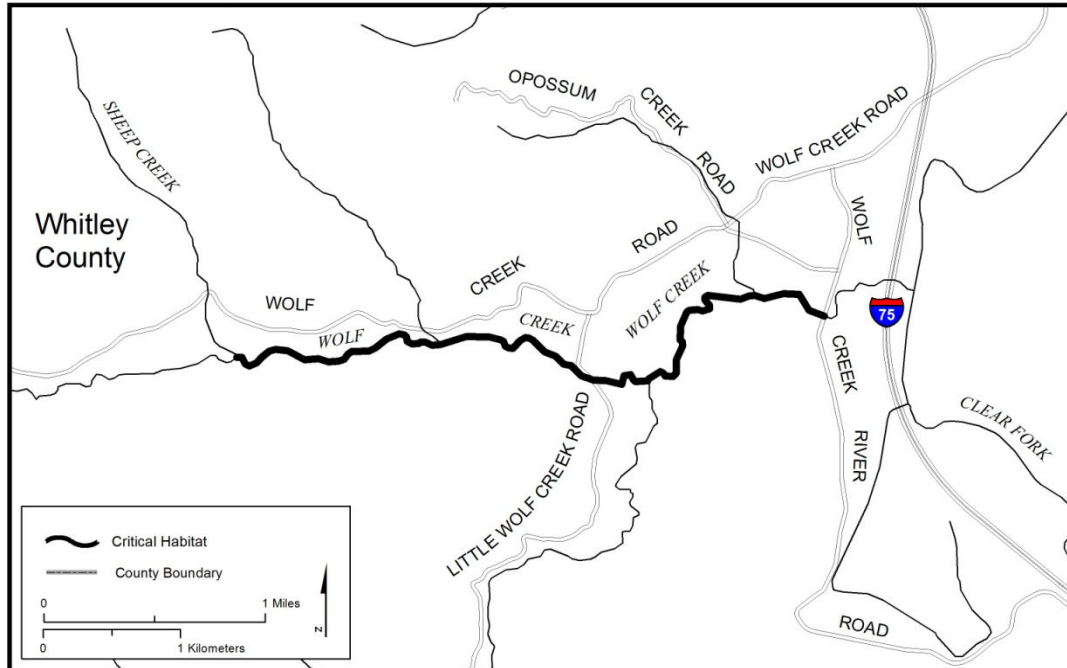 OPOSSUM
CREEK
ROAD
WOLF CREEK ROAD
SHEEP CREEK
Whitley
County
WOLF
CREEK
ROAD
WOLF
WOLF
CREEK
WOLF CREEK
75
CREEK
RIVER
ROAD
CLEAR FORK
LITTLE WOLF CREEK ROAD
Critical Habitat
County Boundary
0 1 Miles
0 1 Kilometers
N